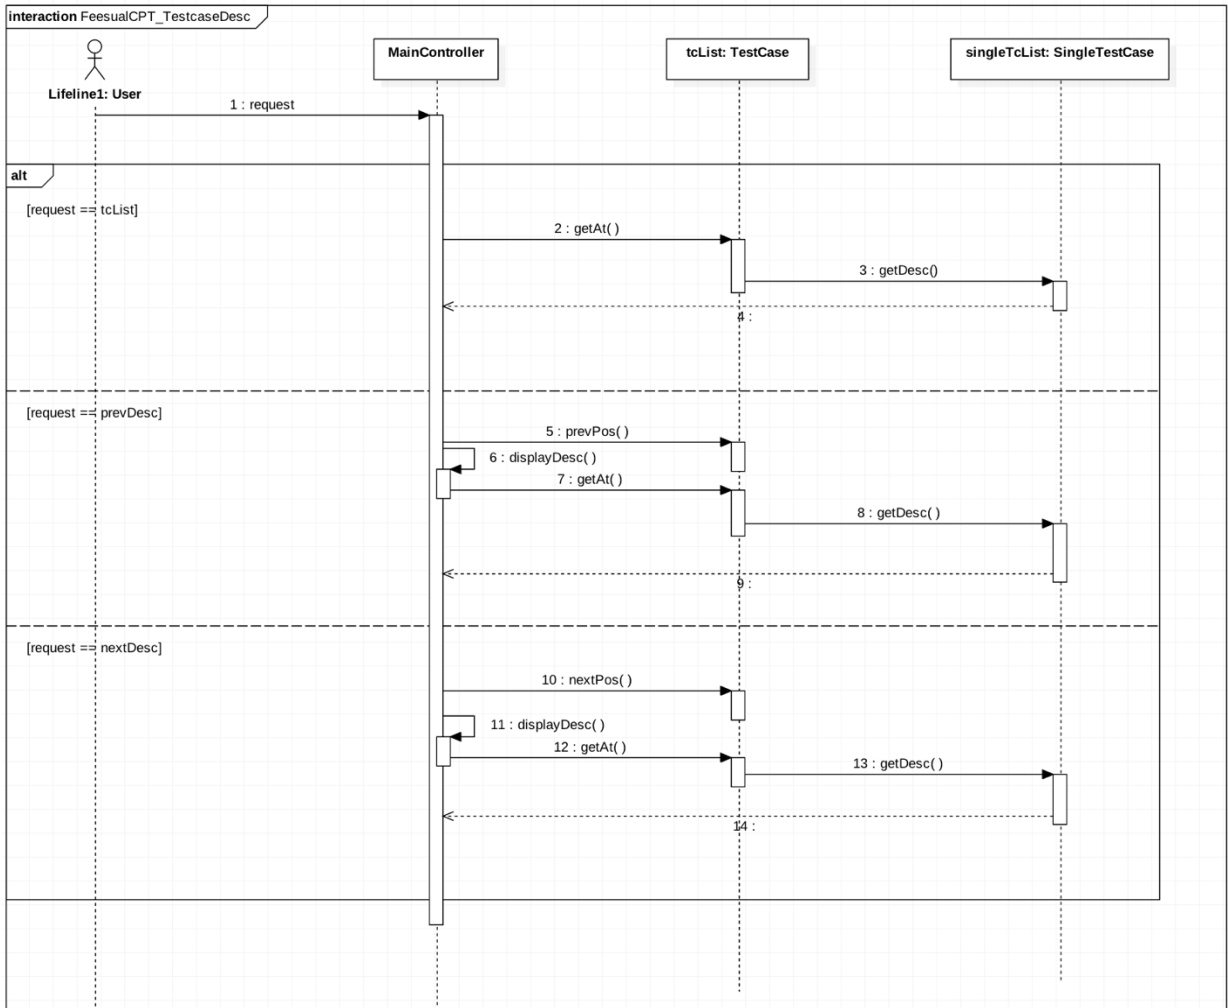 interaction FeesualCPT_TestcaseDesc
MainController
tcList: TestCase
singleTcList: SingleTestCase
Lifeline1: User
1 : request
alt
[request == tcList]
2 : getAt( )
3 : getDesc()
4 :
[request == prevDesc]
5 : prevPos( )
6 : displayDesc( )
7 : getAt( )
8 : getDesc( )
9 :
[request == nextDesc]
10 : nextPos( )
11 : displayDesc( )
12 : getAt( )
13 : getDesc( )
14 :